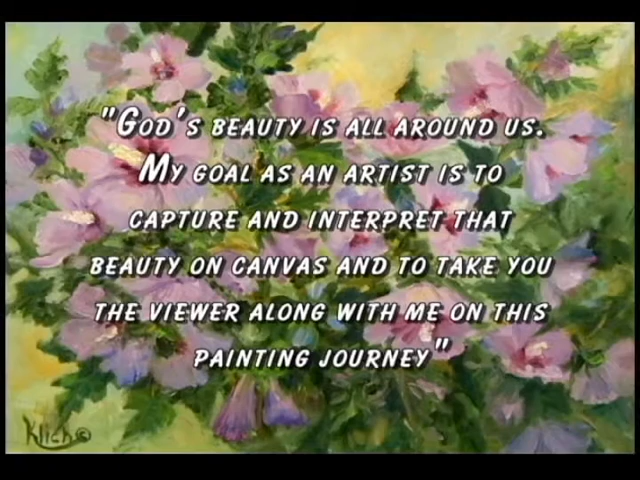 "God's beauty is all around us.
My goal as an artist is to
capture and interpret that
beauty on canvas and to take you
the viewer along with me on this
painting journey"
Klich©